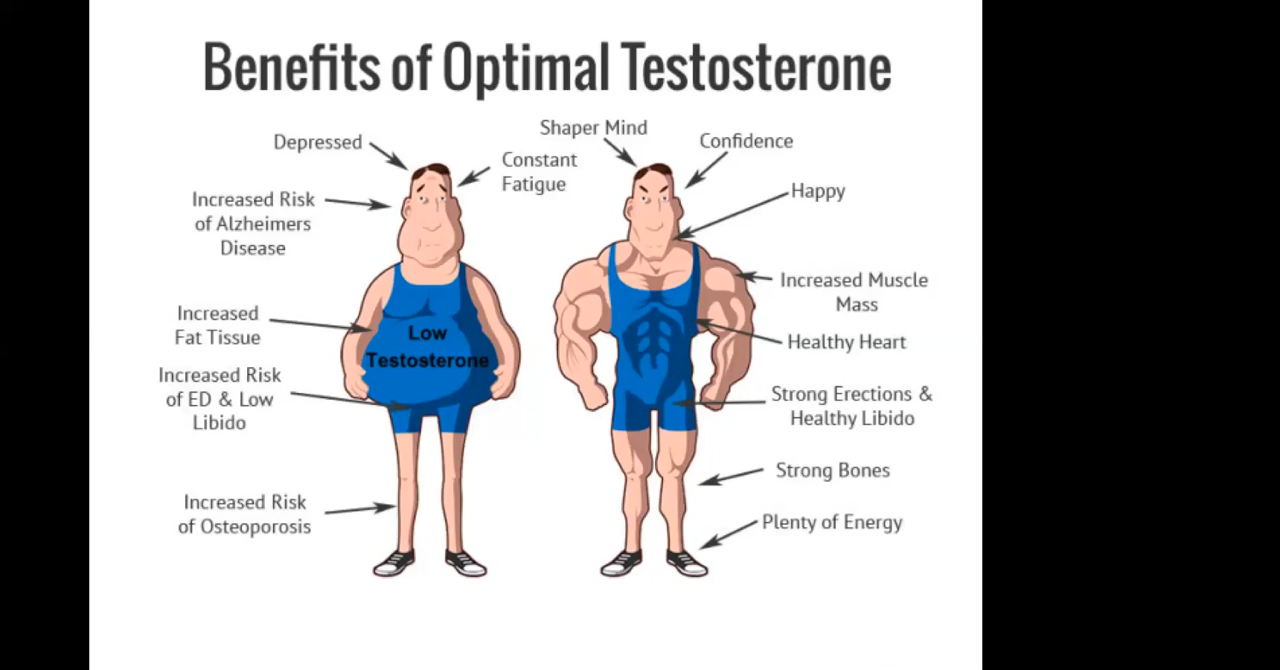 Benefits of Optimal Testosterone
Depressed
Constant
Fatigue
Increased Risk
of Alzheimers
Disease
Increased
Fat Tissue
Low
Testosterone
Increased Risk
of ED & Low
Libido
Increased Risk
of Osteoporosis
Shaper Mind
Confidence
Happy
Increased Muscle
Mass
Healthy Heart
Strong Erections &
Healthy Libido
Strong Bones
Plenty of Energy